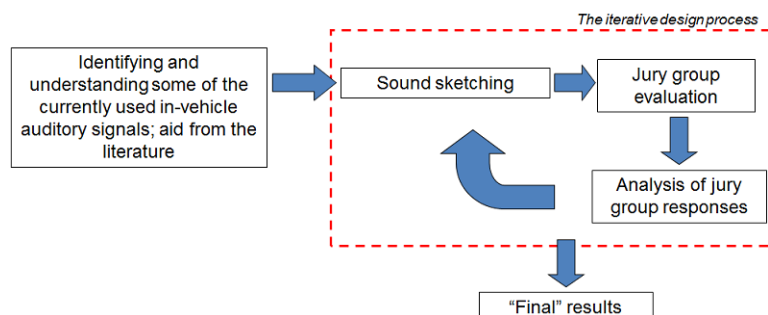 The iterative design process
Identifying and
understanding some of the
currently used in-vehicle
auditory signals; aid from the
literature
Sound sketching
Jury group
evaluation
Analysis of jury
group responses
“Final” results